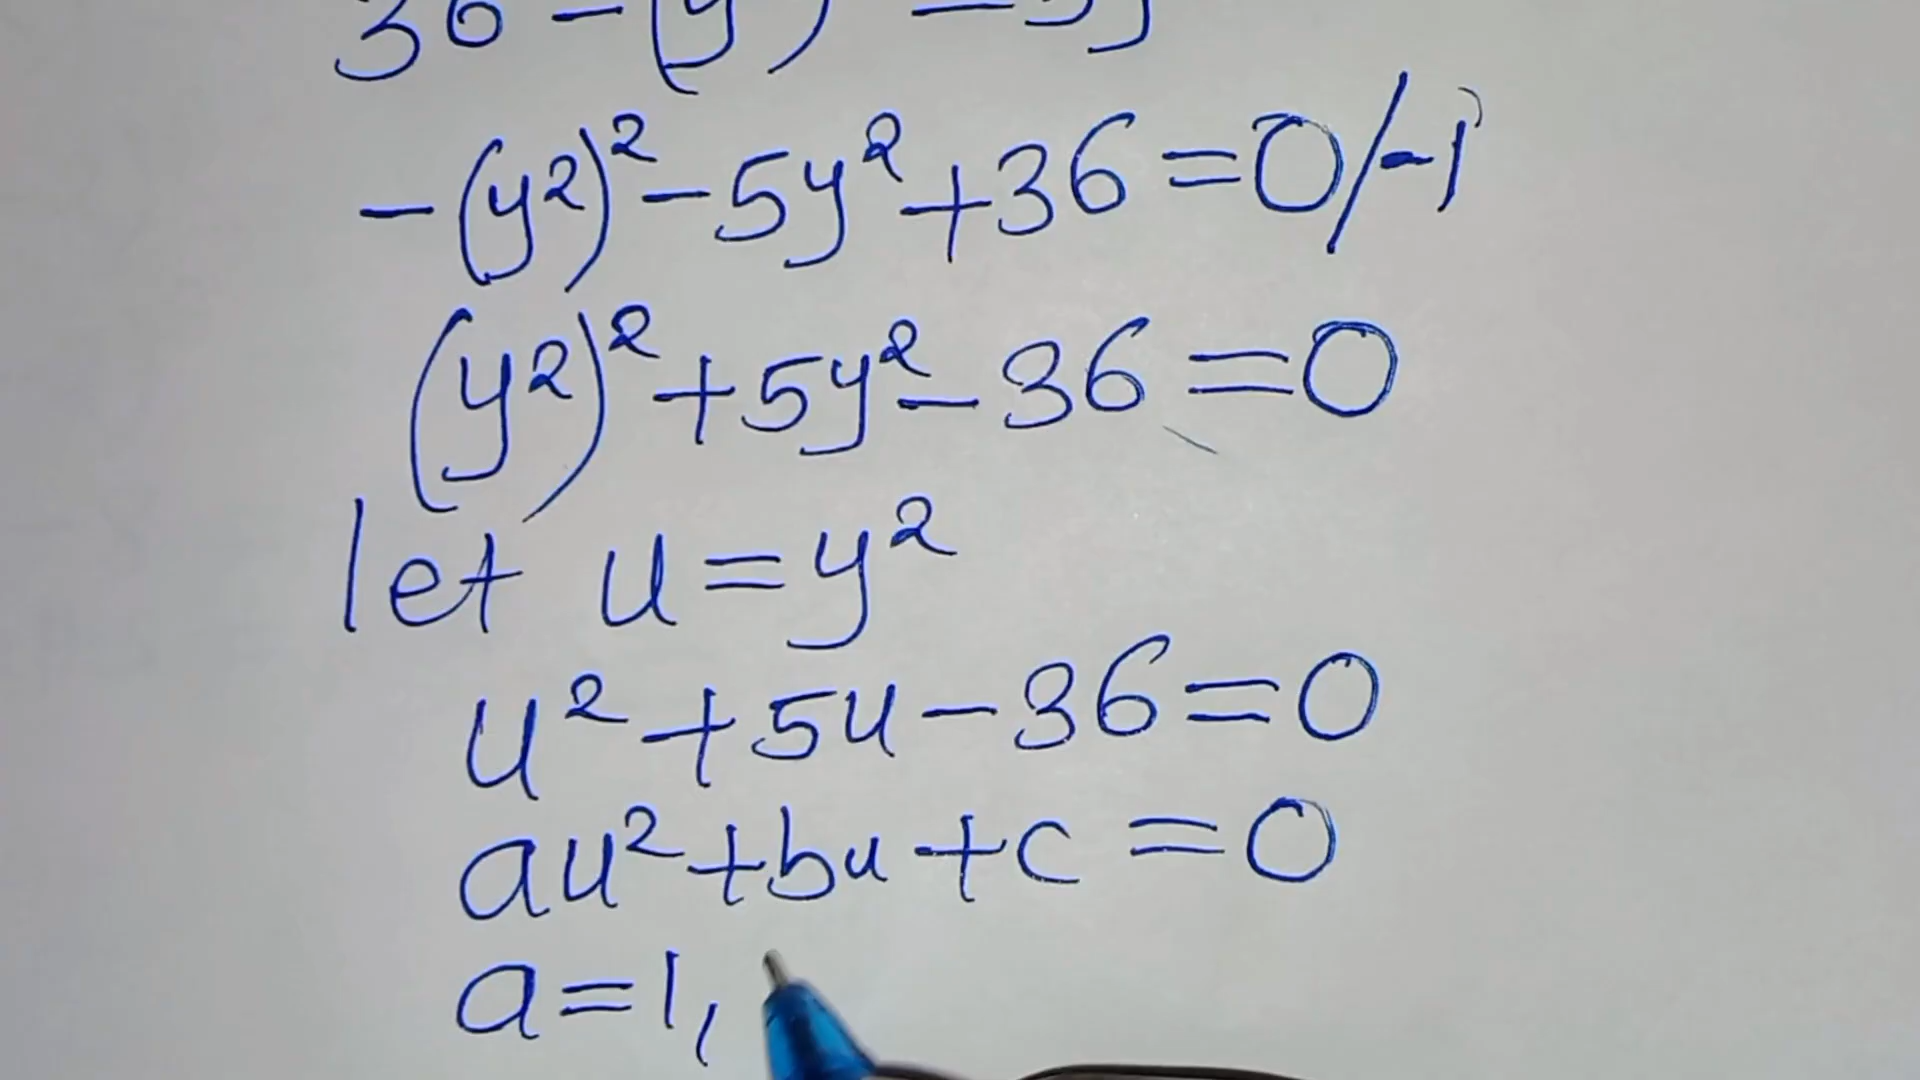 -(y²)²-5y²+36=0/-1
(y²)²+5y²-36=0
let u=y²
u²+5u-36=0
au²+bu+c=0
a=1,